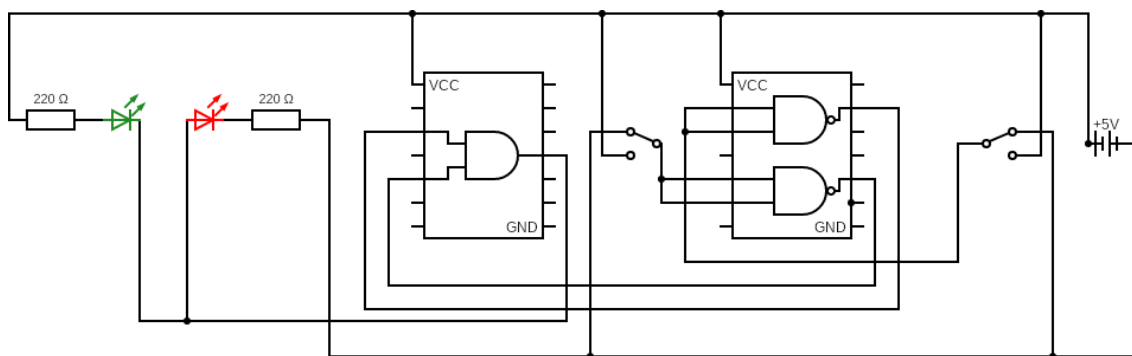 220 Ω
220 Ω
VCC
GND
VCC
GND
+5V